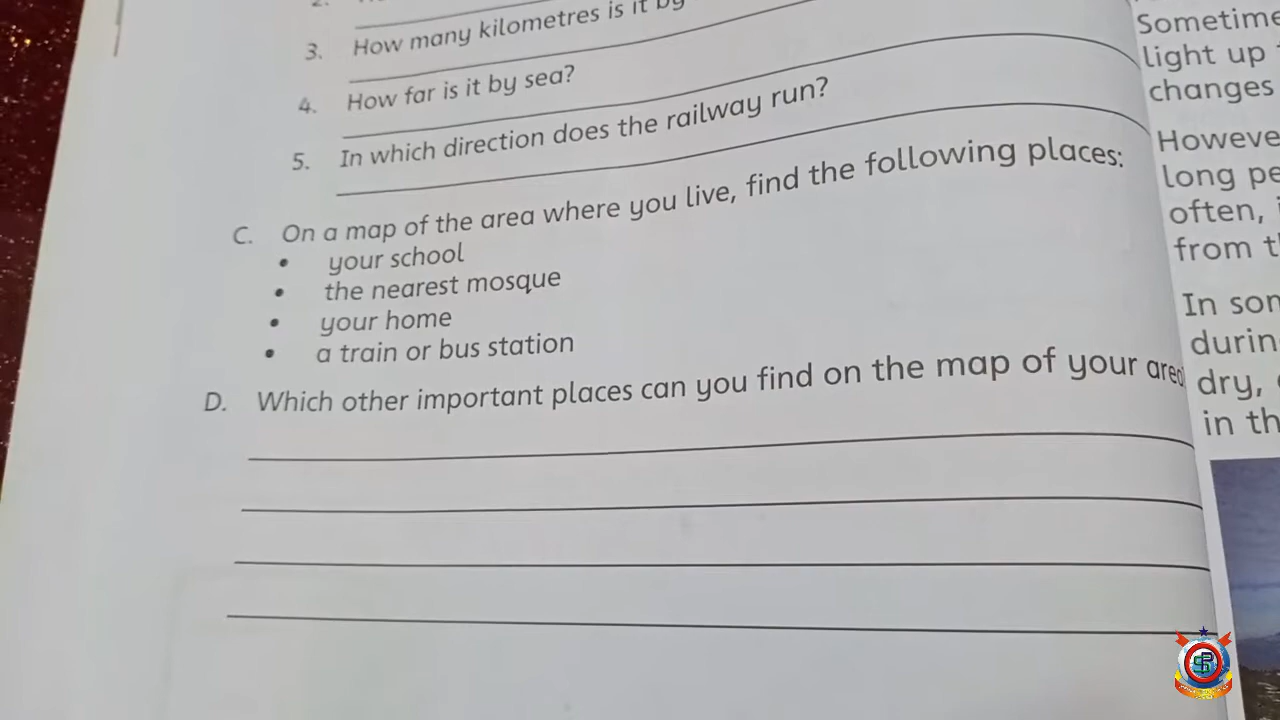 2.
3. How many kilometres is it by
4. How far is it by sea?
5. In which direction does the railway run?
C. On a map of the area where you live, find the following places:
• your school
• the nearest mosque
• your home
• a train or bus station
D. Which other important places can you find on the map of your area
Sometime
light up
changes
Howeve
long pe
often,
from t
In son
durin
dry,
in th